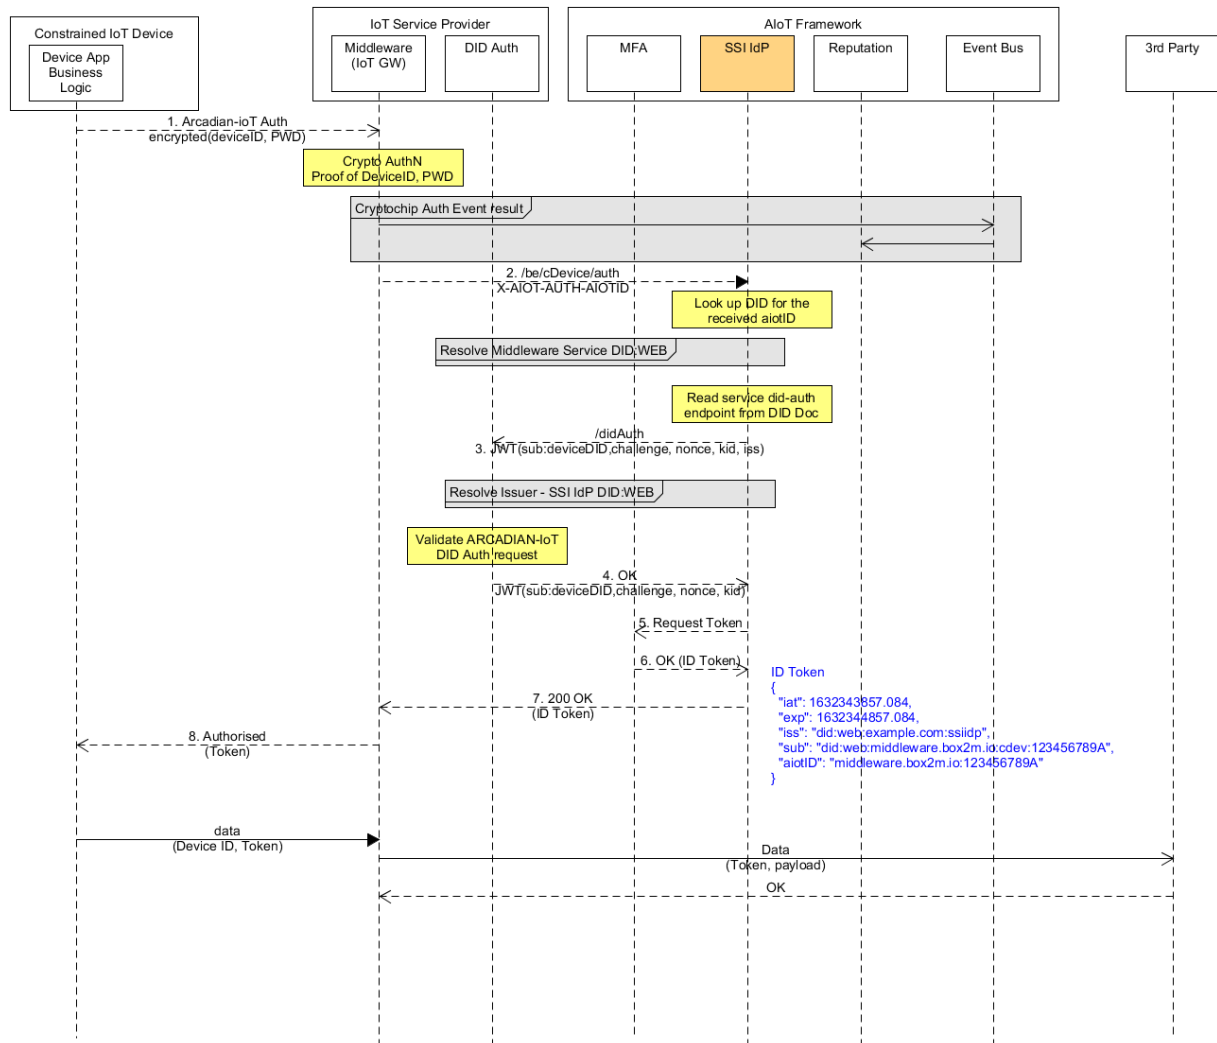 Constrained IoT Device
IoT Service Provider
AIoT Framework
Device App
Business
Logic
Middleware
(IoT GW)
DID Auth
MFA
SSI IdP
Reputation
Event Bus
3rd Party
1. Arcadian-ioT Auth
encrypted(deviceID, PWD)
Crypto AuthN
Proof of DeviceID, PWD
Cryptochip Auth Event result
2. /be/cDevice/auth
X-AIOT-AUTH-AIOTID
Look up DID for the
received aiotID
Resolve Middleware Service DID:WEB
Read service did-auth
endpoint from DID Doc
/didAuth
3. JWT(sub:deviceDID,challenge, nonce, kid, iss)
Resolve Issuer - SSI IdP DID:WEB
Validate ARCADIAN-IoT
DID Auth request
4. OK
JWT(sub:deviceDID,challenge, nonce, kid)
5. Request Token
6. OK (ID Token)
7. 200 OK
(ID Token)
ID Token
{
"iat": 1632343857.084,
"exp": 1632344857.084,
"iss": "did:web:example.com:ssiidp",
"sub": "did:web:middleware.box2m.io:cdev:123456789A",
"aiotID": "middleware.box2m.io:123456789A"
}
8. Authorised
(Token)
data
(Device ID, Token)
Data
(Token, payload)
OK